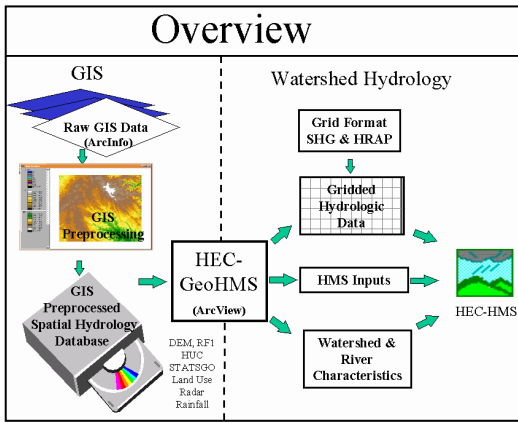 Overview
GIS
Raw GIS Data
(ArcInfo)
GIS
Preprocessing
GIS
Preprocessed
Spatial Hydrology
Database
HEC-
GeoHMS
(ArcView)
DEM, RF1
HUC
STATSGO
Land Use
Radar
Rainfall
Watershed Hydrology
Grid Format
SHG & HRAP
Gridded
Hydrologic
Data
HMS Inputs
Watershed &
River
Characteristics
HEC-HMS